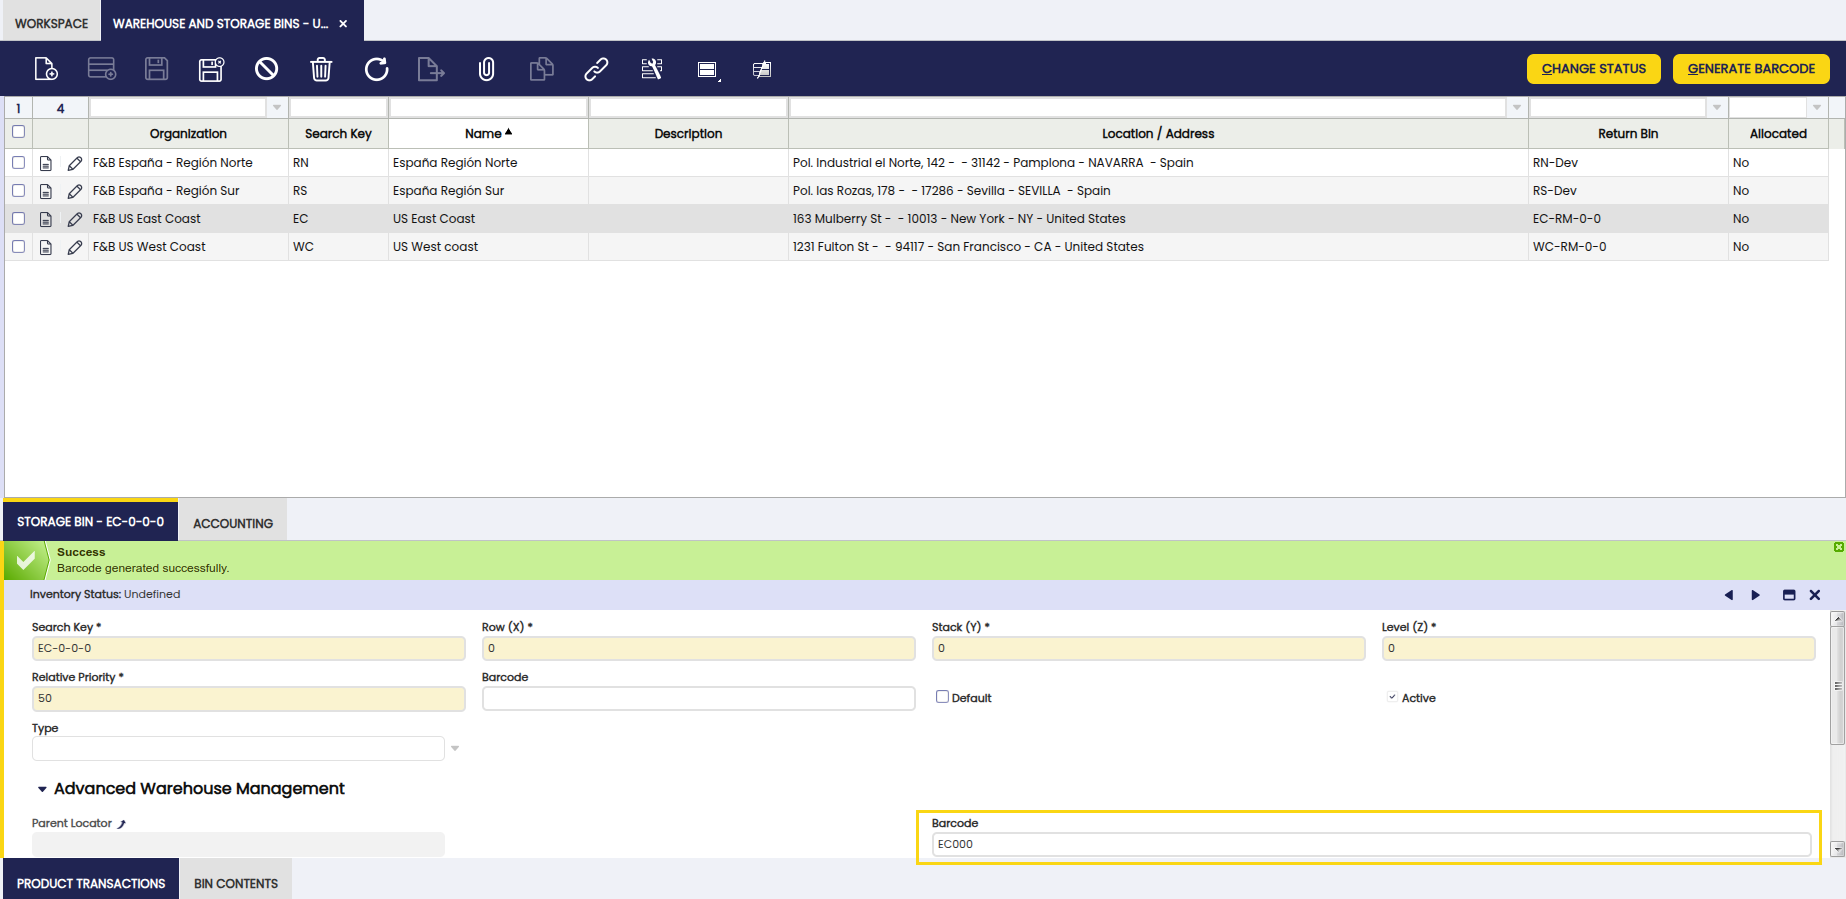 WORKSPACE
WAREHOUSE AND STORAGE BINS - U...
CHANGE STATUS
GENERATE BARCODE
1 4
Organization Search Key Name Description Location / Address Return Bin Allocated
F&B España - Región Norte RN España Región Norte Pol. Industrial el Norte, 142 - - 31142 - Pamplona - NAVARRA - Spain RN-Dev No
F&B España - Región Sur RS España Región Sur Pol. las Rozas, 178 - - 17286 - Sevilla - SEVILLA - Spain RS-Dev No
F&B US East Coast EC US East Coast 163 Mulberry St - - 10013 - New York - NY - United States EC-RM-0-0 No
F&B US West Coast WC US West coast 1231 Fulton St - - 94117 - San Francisco - CA - United States WC-RM-0-0 No
STORAGE BIN - EC-0-0-0 ACCOUNTING
Success
Barcode generated successfully.
Inventory Status: Undefined
Search Key * Row (X) * Stack (Y) * Level (Z) *
EC-0-0-0 0 0 0
Relative Priority * Barcode
50 Default Active
Type
Advanced Warehouse Management
Parent Locator Barcode
EC000
PRODUCT TRANSACTIONS BIN CONTENTS